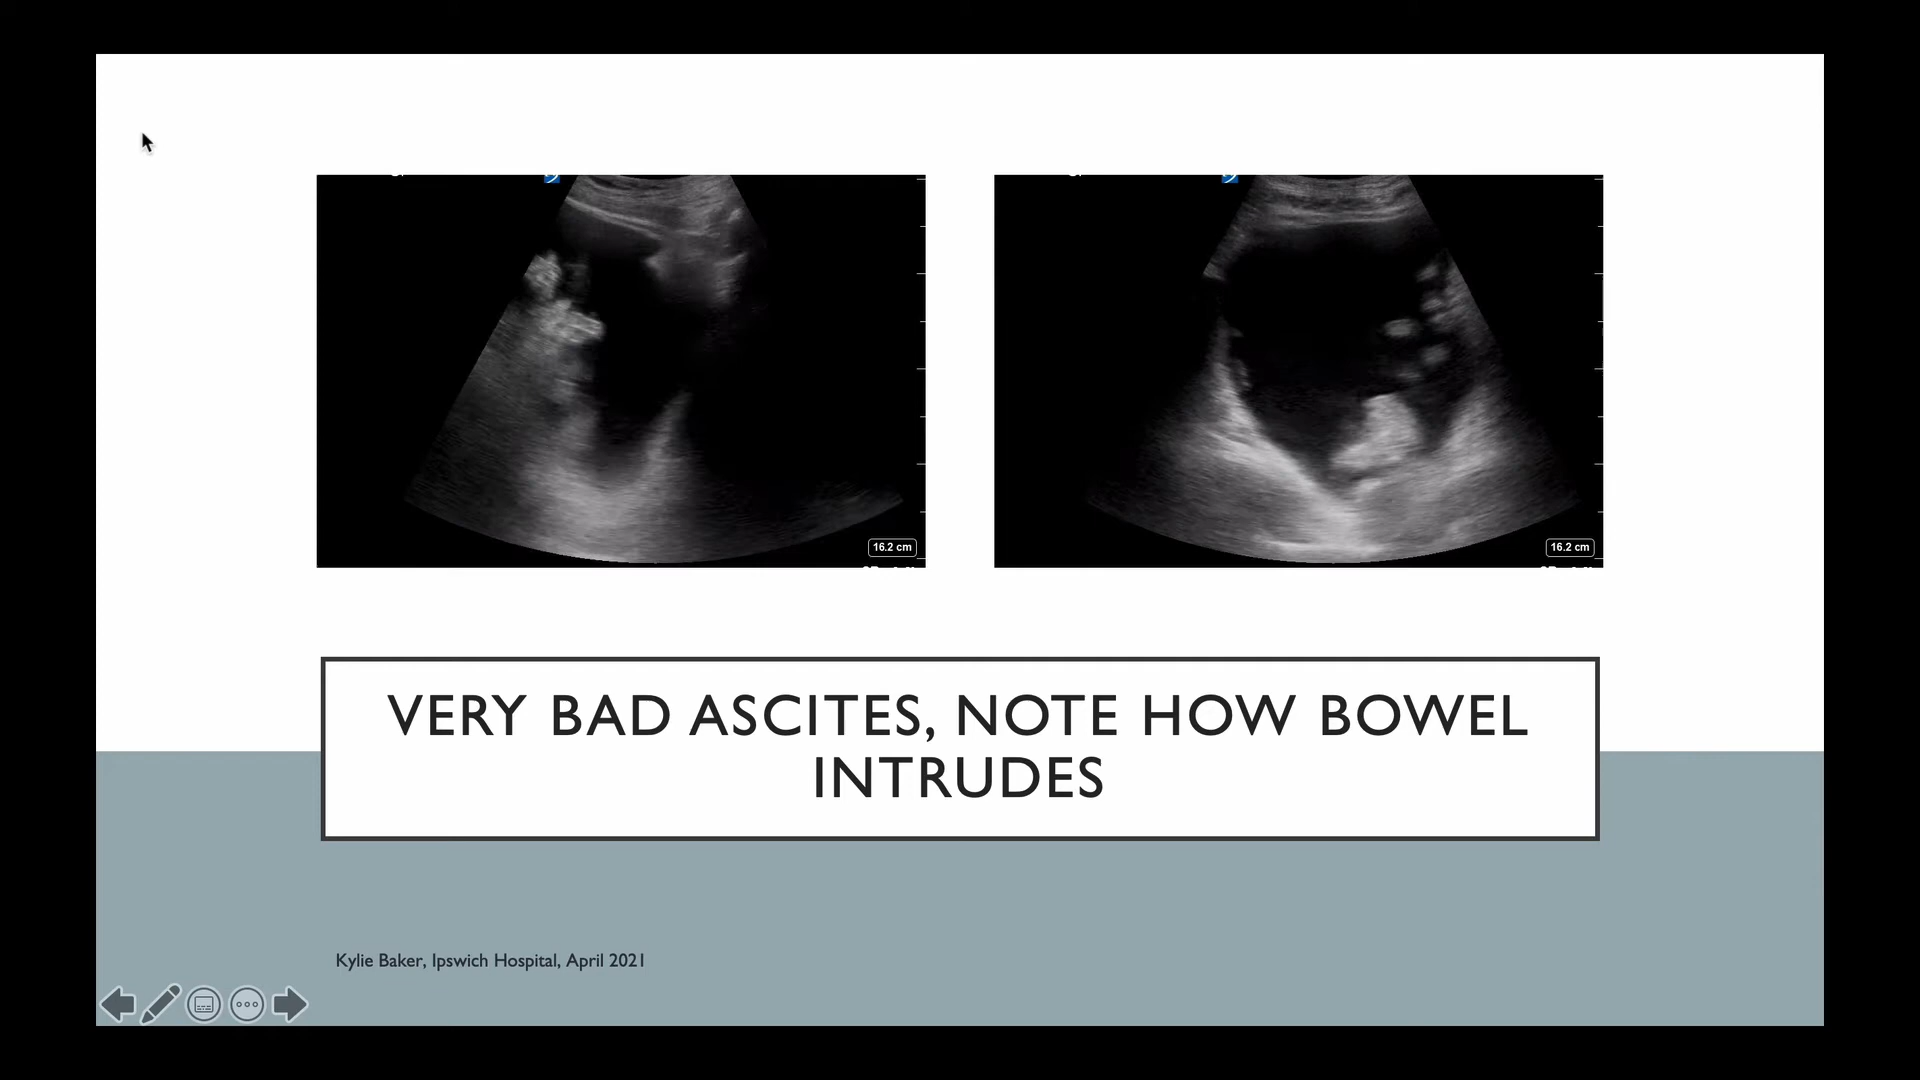 16.2 cm
16.2 cm
VERY BAD ASCITES, NOTE HOW BOWEL
INTRUDES
Kylie Baker, Ipswich Hospital, April 2021